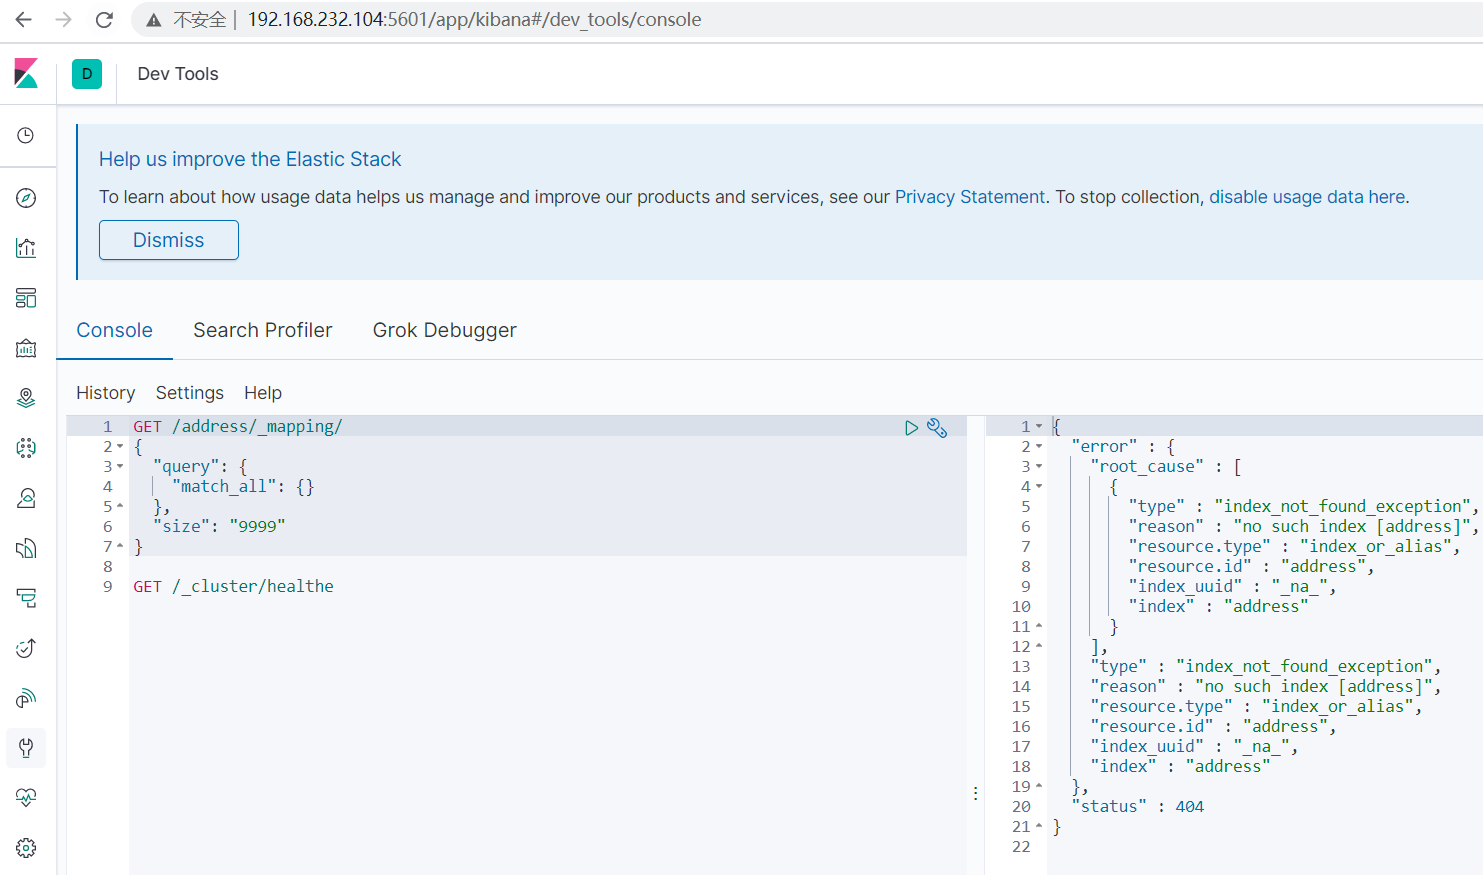 不安全 | 192.168.232.104:5601/app/kibana#/dev_tools/console
D Dev Tools
Help us improve the Elastic Stack
To learn about how usage data helps us manage and improve our products and services, see our Privacy Statement. To stop collection, disable usage data here.
Dismiss
Console Search Profiler Grok Debugger
History Settings Help
1 GET /address/_mapping/
2 {
3 "query": {
4 "match_all": {}
5 },
6 "size": "9999"
7 }
8
9 GET /_cluster/healthe
1 {
2 "error" : {
3 "root_cause" : [
4 {
5 "type" : "index_not_found_exception",
6 "reason" : "no such index [address]",
7 "resource.type" : "index_or_alias",
8 "resource.id" : "address",
9 "index_uuid" : "_na_",
10 "index" : "address"
11 }
12 ],
13 "type" : "index_not_found_exception",
14 "reason" : "no such index [address]",
15 "resource.type" : "index_or_alias",
16 "resource.id" : "address",
17 "index_uuid" : "_na_",
18 "index" : "address"
19 },
20 "status" : 404
21 }
22